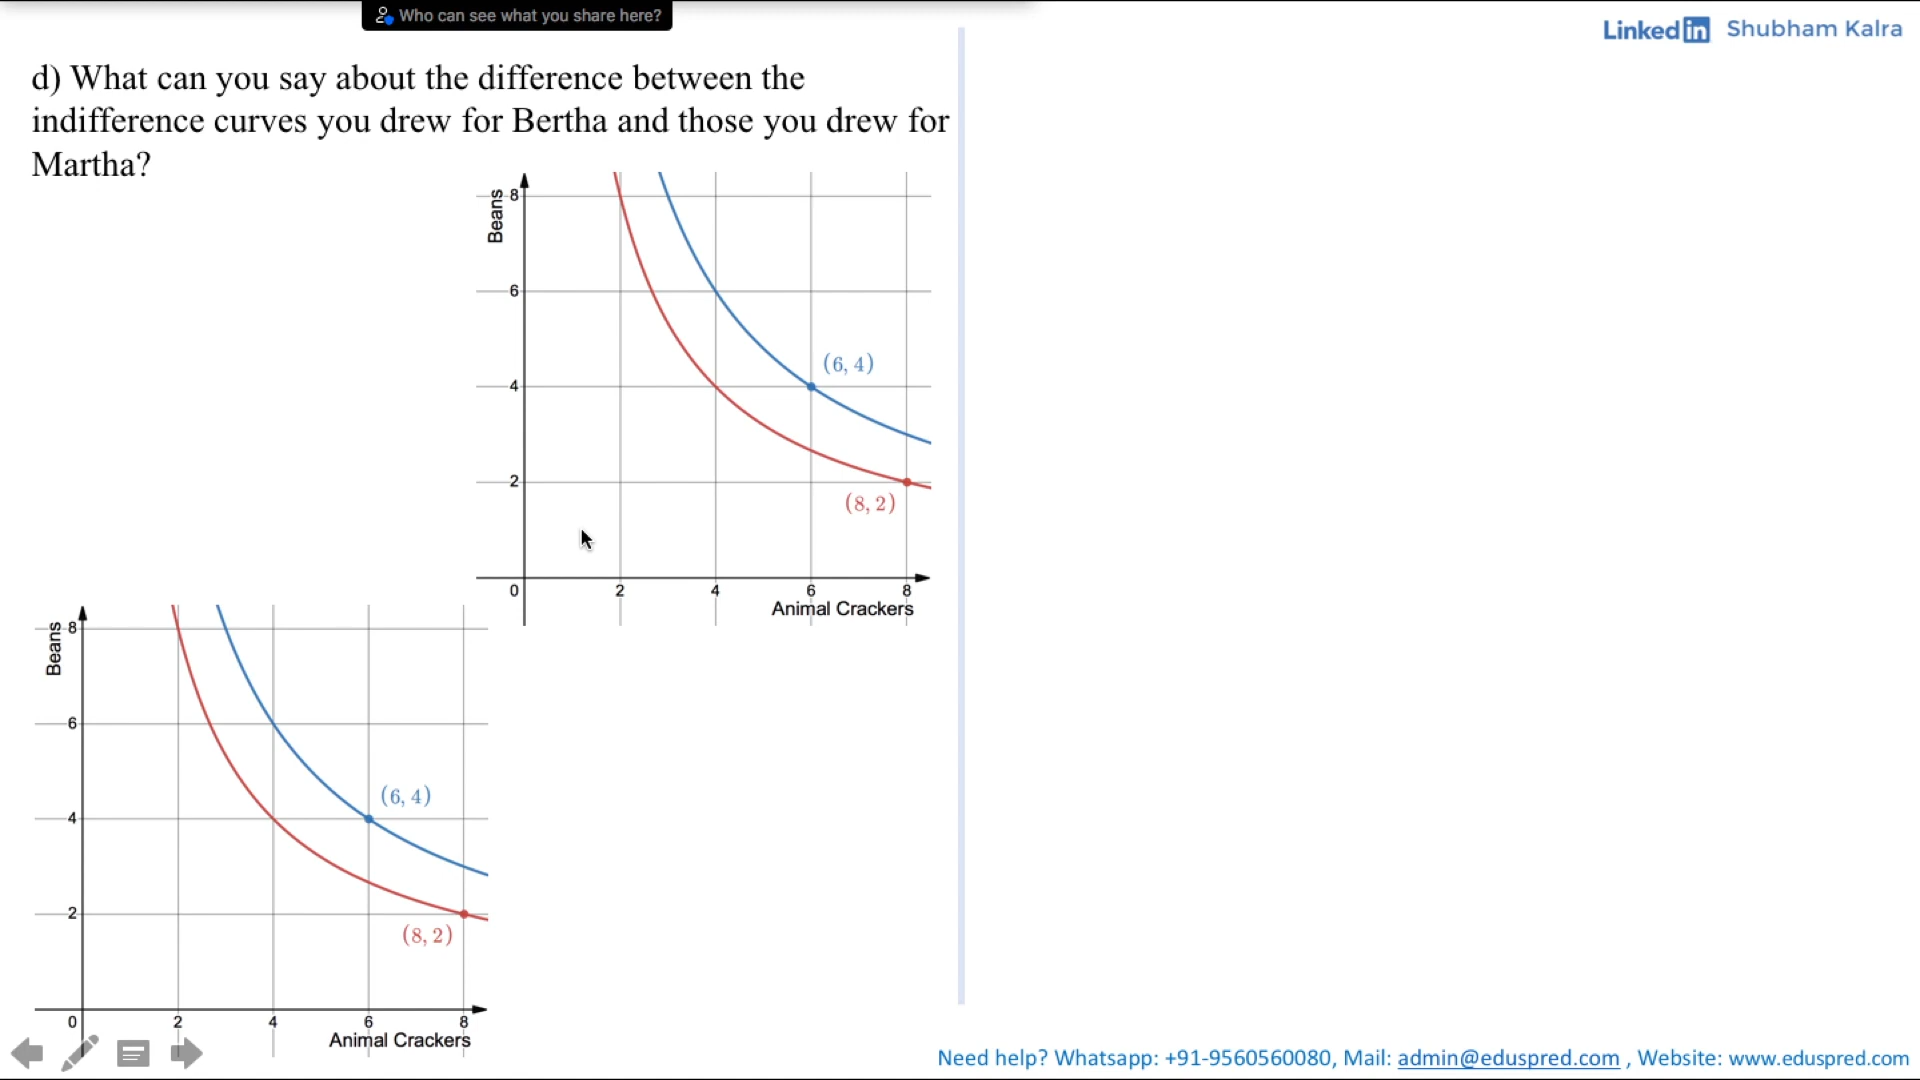 Who can see what you share here?
Linkedin Shubham Kalra
d) What can you say about the difference between the
indifference curves you drew for Bertha and those you drew for
Martha?
Beans
8
6
4
2
0
2
4
6
8
(6, 4)
(8, 2)
Animal Crackers
Beans
8
6
4
2
0
2
4
6
8
(6, 4)
(8, 2)
Animal Crackers
Need help? Whatsapp: +91-9560560080, Mail: admin@eduspred.com , Website: www.eduspred.com